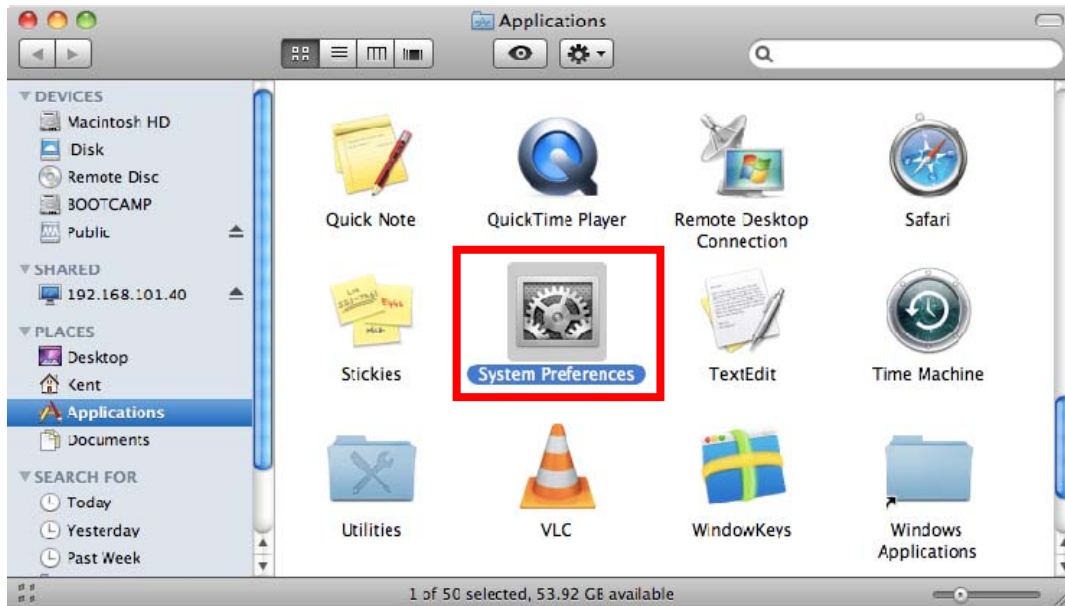 Applications
DEVICES
Macintosh HD
Disk
Remote Disc
BOOTCAMP
Public
SHARED
192.168.101.40
PLACES
Desktop
Kent
Applications
Documents
SEARCH FOR
Today
Yesterday
Past Week
Quick Note
QuickTime Player
Remote Desktop
Connection
Safari
Stickies
System Preferences
TextEdit
Time Machine
Utilities
VLC
WindowKeys
Windows
Applications
1 of 50 selected, 53.92 GB available